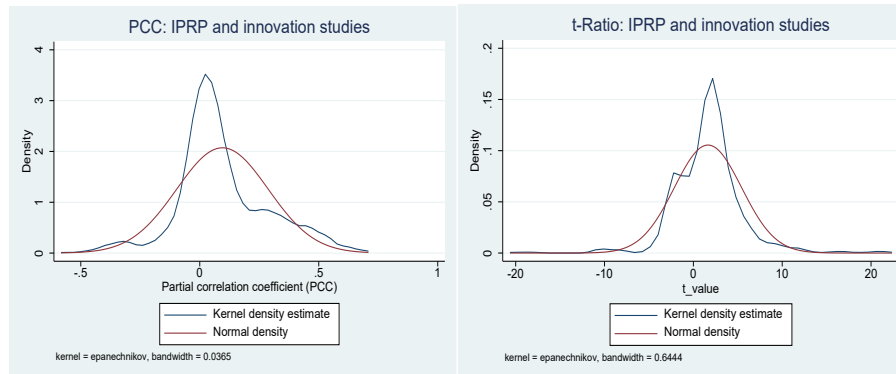 PCC: IPRP and innovation studies
4
3
2
1
0
Density
-.5
0
.5
1
Partial correlation coefficient (PCC)
Kernel density estimate
Normal density
kernel = epanechnikov, bandwidth = 0.0365
t-Ratio: IPRP and innovation studies
.2
.15
.1
.05
0
Density
-20
-10
0
10
20
t_value
Kernel density estimate
Normal density
kernel = epanechnikov, bandwidth = 0.6444